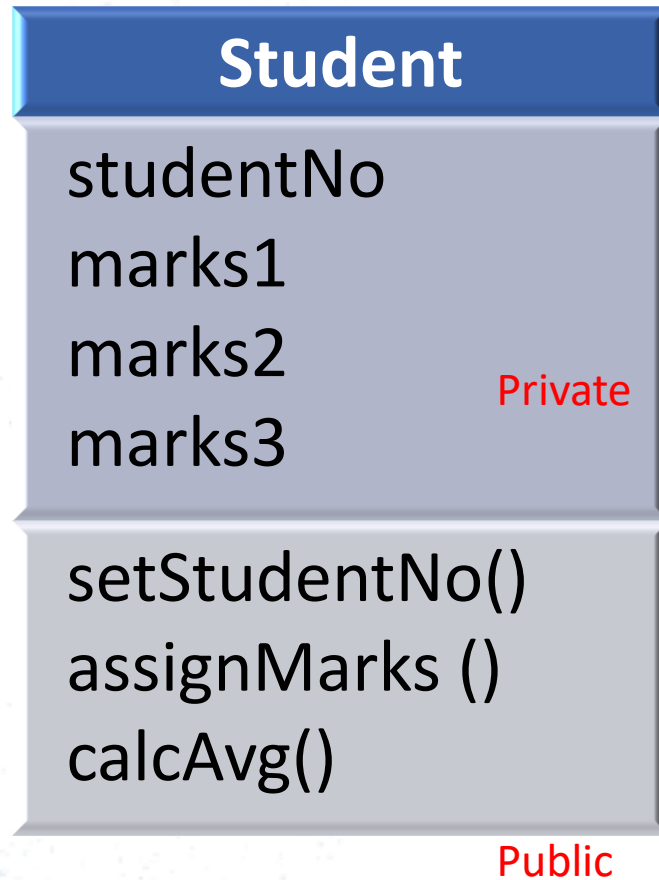 Student
studentNo
marks1
marks2
Private
marks3
setStudentNo()
assignMarks ()
calcAvg()
Public